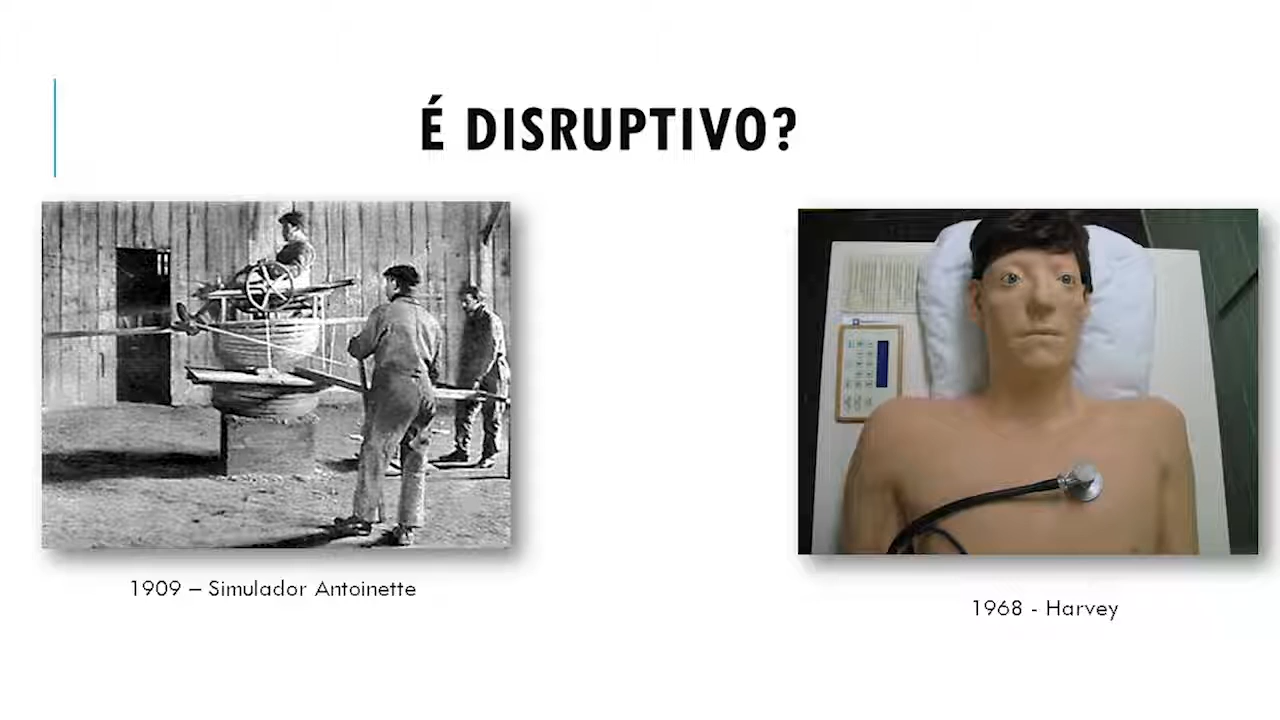 É DISRUPTIVO?
1909 – Simulador Antoinette
1968 - Harvey